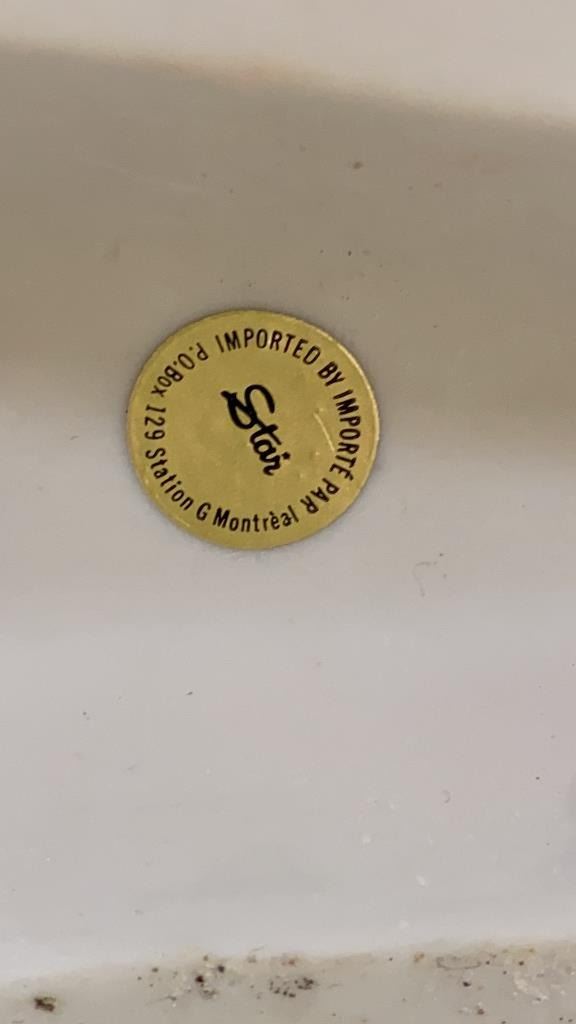 IMPORTED BY IMPORTÉ PAR
Star
P.O.Box 129 Station G Montrèal